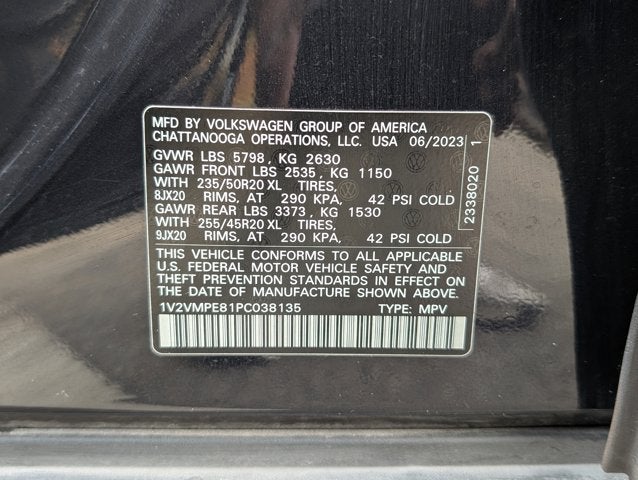 MFD BY VOLKSWAGEN GROUP OF AMERICA
CHATTANOOGA OPERATIONS, LLC. USA 06/2023
GVWR LBS 5798, KG 2630
GAWR FRONT LBS 2535, KG 1150
WITH 235/50R20 XL TIRES,
8JX20 RIMS, AT 290 KPA, 42 PSI COLD
GAWR REAR LBS 3373, KG 1530
WITH 255/45R20 XL TIRES,
9JX20 RIMS, AT 290 KPA, 42 PSI COLD
THIS VEHICLE CONFORMS TO ALL APPLICABLE
U.S. FEDERAL MOTOR VEHICLE SAFETY AND
THEFT PREVENTION STANDARDS IN EFFECT ON
THE DATE OF MANUFACTURE SHOWN ABOVE.
1V2VMPE81PC038135 TYPE: MPV
2338020 1